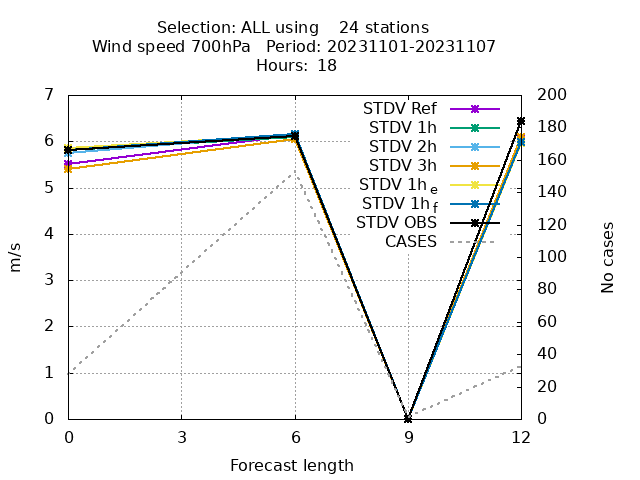 Selection: ALL using    24 stations
Wind speed 700hPa   Period: 20231101-20231107
Hours: 18
STDV Ref
STDV 1h
STDV 2h
STDV 3h
STDV 1h e
STDV 1h f
STDV OBS
CASES
7
6
5
4
3
2
1
0
m/s
200
180
160
140
120
100
80
60
40
20
0
No cases
0 3 6 9 12
Forecast length